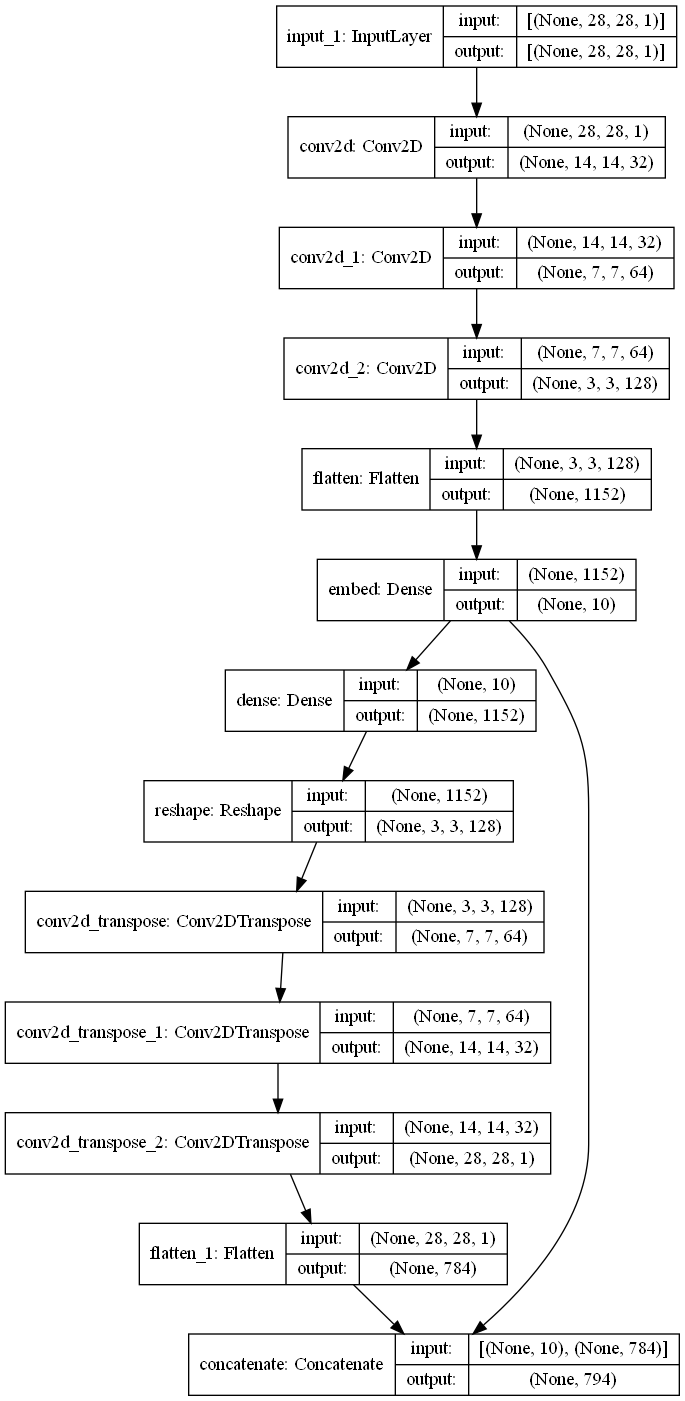 input_1: InputLayer
input:
[(None, 28, 28, 1)]
output:
[(None, 28, 28, 1)]
conv2d: Conv2D
input:
(None, 28, 28, 1)
output:
(None, 14, 14, 32)
conv2d_1: Conv2D
input:
(None, 14, 14, 32)
output:
(None, 7, 7, 64)
conv2d_2: Conv2D
input:
(None, 7, 7, 64)
output:
(None, 3, 3, 128)
flatten: Flatten
input:
(None, 3, 3, 128)
output:
(None, 1152)
embed: Dense
input:
(None, 1152)
output:
(None, 10)
dense: Dense
input:
(None, 10)
output:
(None, 1152)
reshape: Reshape
input:
(None, 1152)
output:
(None, 3, 3, 128)
conv2d_transpose: Conv2DTranspose
input:
(None, 3, 3, 128)
output:
(None, 7, 7, 64)
conv2d_transpose_1: Conv2DTranspose
input:
(None, 7, 7, 64)
output:
(None, 14, 14, 32)
conv2d_transpose_2: Conv2DTranspose
input:
(None, 14, 14, 32)
output:
(None, 28, 28, 1)
flatten_1: Flatten
input:
(None, 28, 28, 1)
output:
(None, 784)
concatenate: Concatenate
input:
[(None, 10), (None, 784)]
output:
(None, 794)